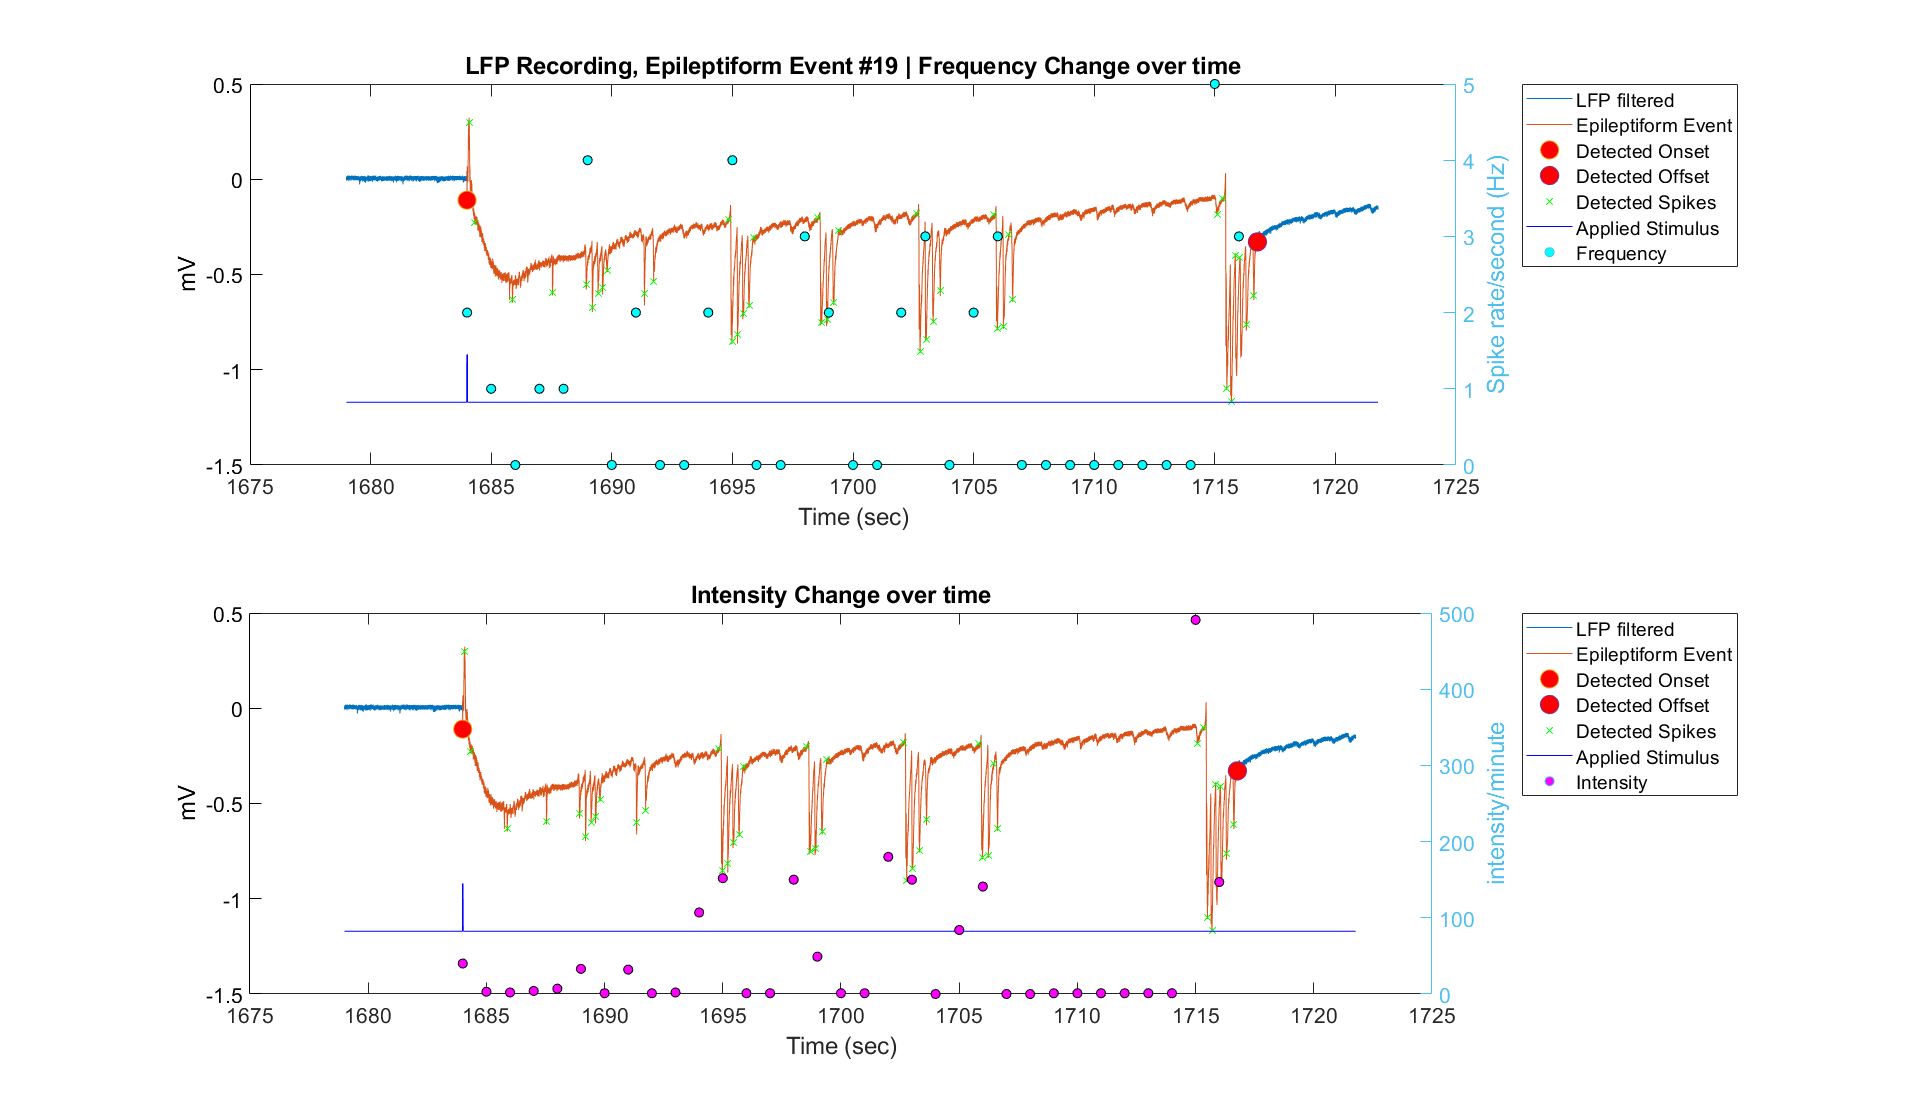 LFP Recording, Epileptiform Event #19 | Frequency Change over time
0.5
0
-0.5
-1
-1.5
mV
5
4
3
2
1
0
Spike rate/second (Hz)
1675 1680 1685 1690 1695 1700 1705 1710 1715 1720 1725
Time (sec)
LFP filtered
Epileptiform Event
Detected Onset
Detected Offset
Detected Spikes
Applied Stimulus
Frequency
Intensity Change over time
0.5
0
-0.5
-1
-1.5
mV
500
400
300
200
100
0
intensity/minute
1675 1680 1685 1690 1695 1700 1705 1710 1715 1720 1725
Time (sec)
LFP filtered
Epileptiform Event
Detected Onset
Detected Offset
Detected Spikes
Applied Stimulus
Intensity